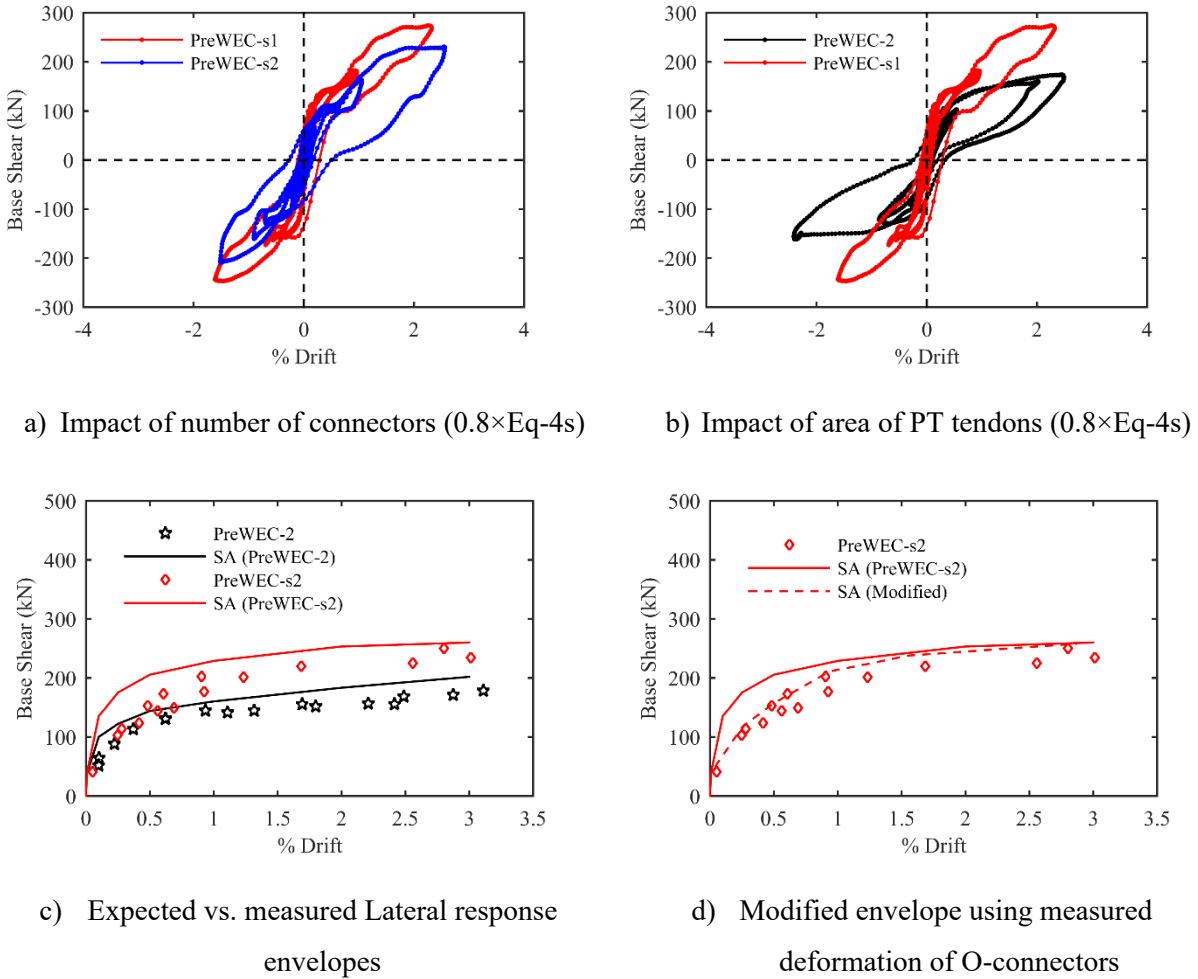 300
200
100
0
-100
-200
-300
Base Shear (kN)
PreWEC-s1
PreWEC-s2
-4
-2
0
2
4
% Drift
a) Impact of number of connectors (0.8×Eq-4s)
300
200
100
0
-100
-200
-300
Base Shear (kN)
PreWEC-2
PreWEC-s1
-4
-2
0
2
4
% Drift
b) Impact of area of PT tendons (0.8×Eq-4s)
500
400
300
200
100
0
Base Shear (kN)
PreWEC-2
SA (PreWEC-2)
PreWEC-s2
SA (PreWEC-s2)
0
0.5
1
1.5
2
2.5
3
3.5
% Drift
c) Expected vs. measured Lateral response
envelopes
500
400
300
200
100
0
Base Shear (kN)
PreWEC-s2
SA (PreWEC-s2)
SA (Modified)
0
0.5
1
1.5
2
2.5
3
3.5
% Drift
d) Modified envelope using measured
deformation of O-connectors